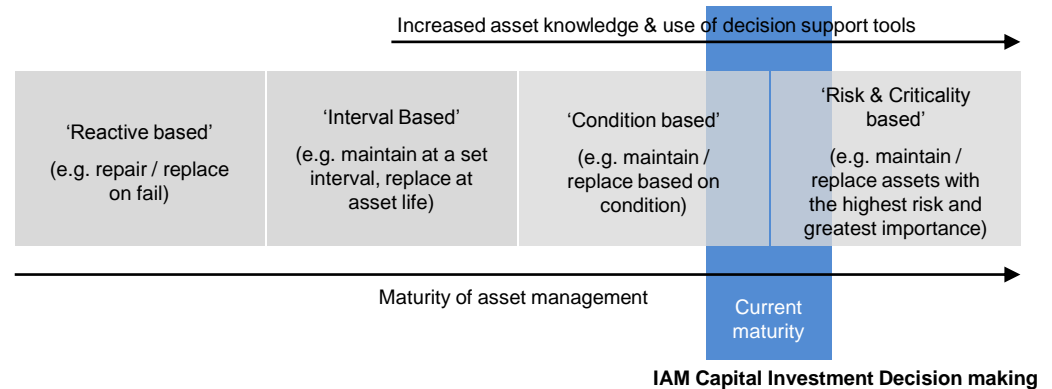 Increased asset knowledge & use of decision support tools
‘Reactive based’
(e.g. repair / replace
on fail)
‘Interval Based’
(e.g. maintain at a set
interval, replace at
asset life)
‘Condition based’
(e.g. maintain /
replace based on
condition)
‘Risk & Criticality
based’
(e.g. maintain /
replace assets with
the highest risk and
greatest importance)
Maturity of asset management
Current
maturity
IAM Capital Investment Decision making